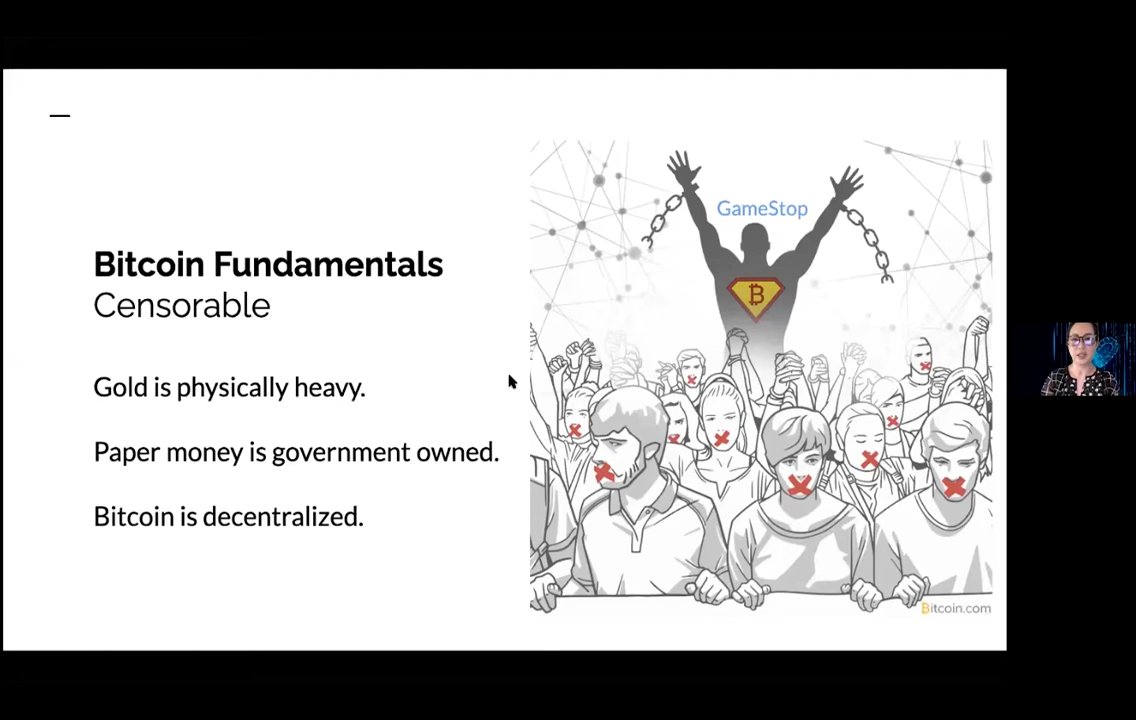 Bitcoin Fundamentals
Censorable
Gold is physically heavy.
Paper money is government owned.
Bitcoin is decentralized.
GameStop
Bitcoin.com